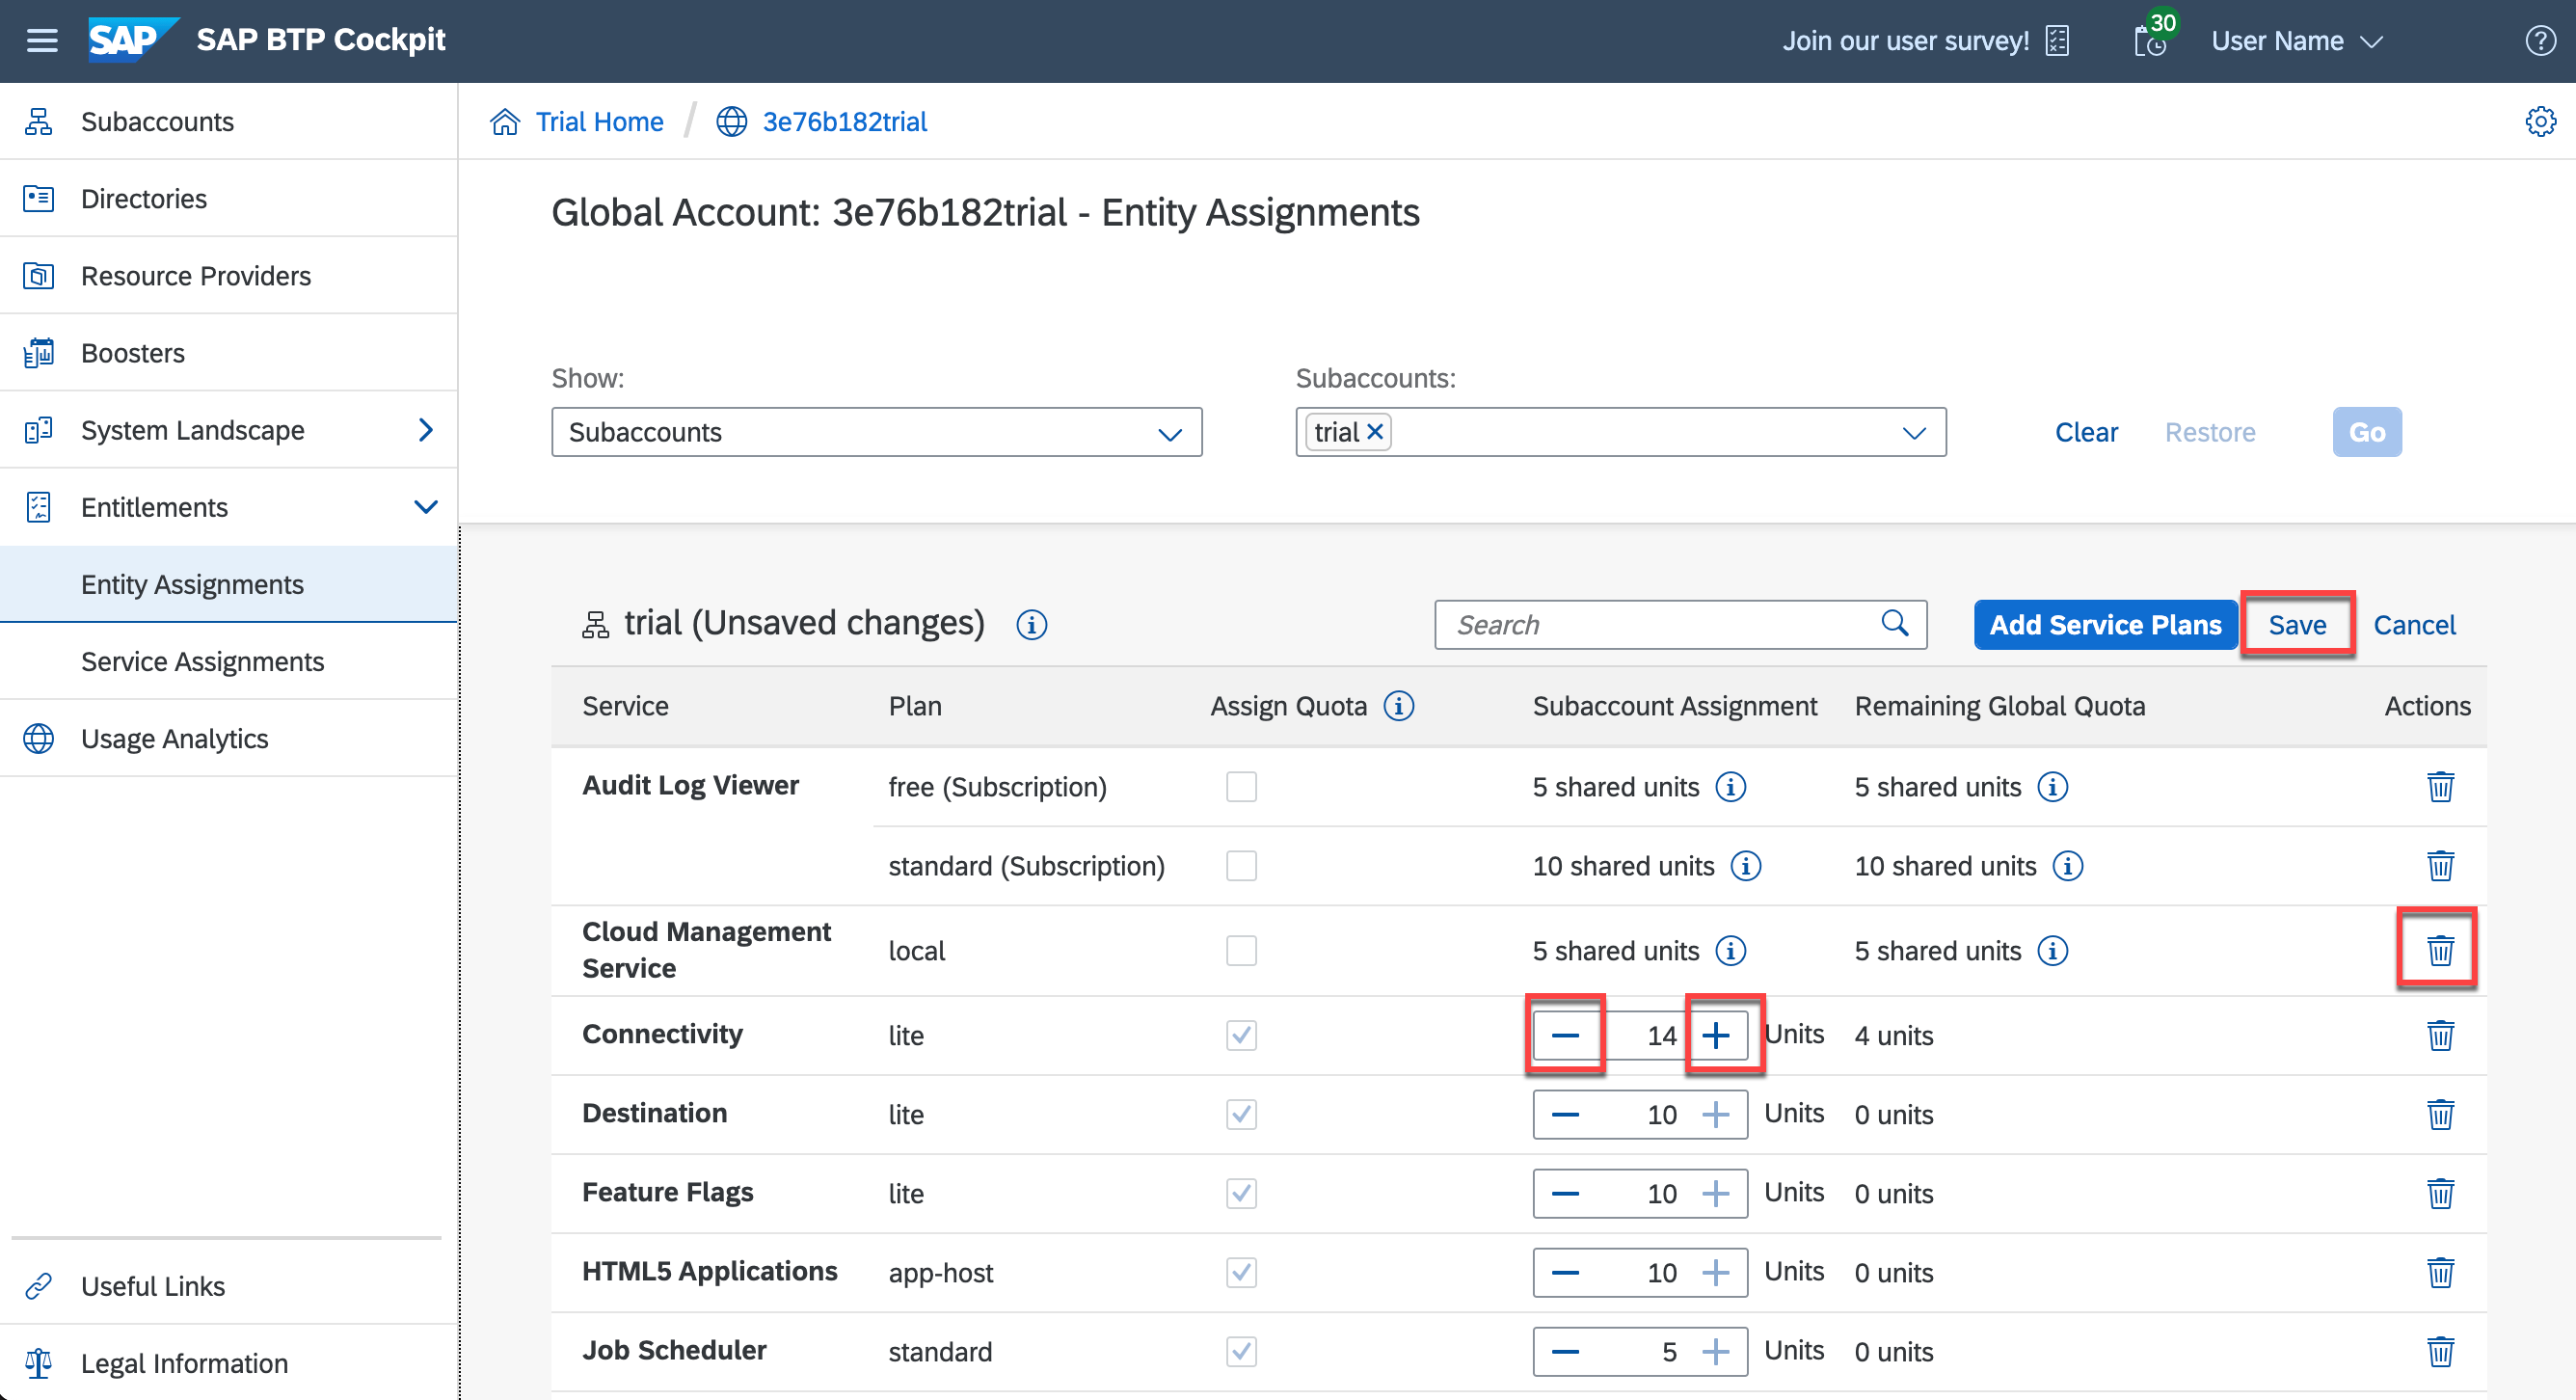 SAP SAP BTP Cockpit
Join our user survey! 30 User Name
Subaccounts
Directories
Resource Providers
Boosters
System Landscape
Entitlements
Entity Assignments
Service Assignments
Usage Analytics
Useful Links
Legal Information
Trial Home / 3e76b182trial
Global Account: 3e76b182trial - Entity Assignments
Show: Subaccounts:
Subaccounts trial Clear Restore Go
trial (Unsaved changes) Search Add Service Plans Save Cancel
Service Plan Assign Quota Subaccount Assignment Remaining Global Quota Actions
Audit Log Viewer free (Subscription) 5 shared units 5 shared units
standard (Subscription) 10 shared units 10 shared units
Cloud Management
Service local 5 shared units 5 shared units
Connectivity lite 14 Units 4 units
Destination lite 10 Units 0 units
Feature Flags lite 10 Units 0 units
HTML5 Applications app-host 10 Units 0 units
Job Scheduler standard 5 Units 0 units